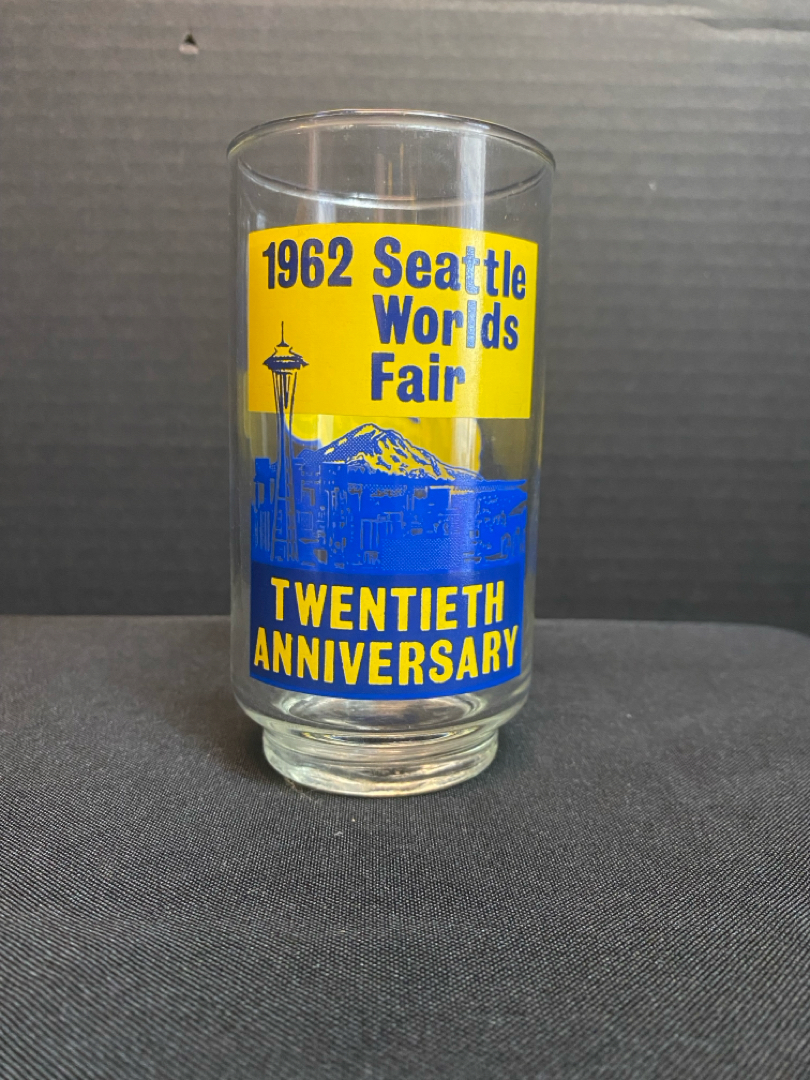 1962 Seattle
Worlds
Fair
TWENTIETH
ANNIVERSARY